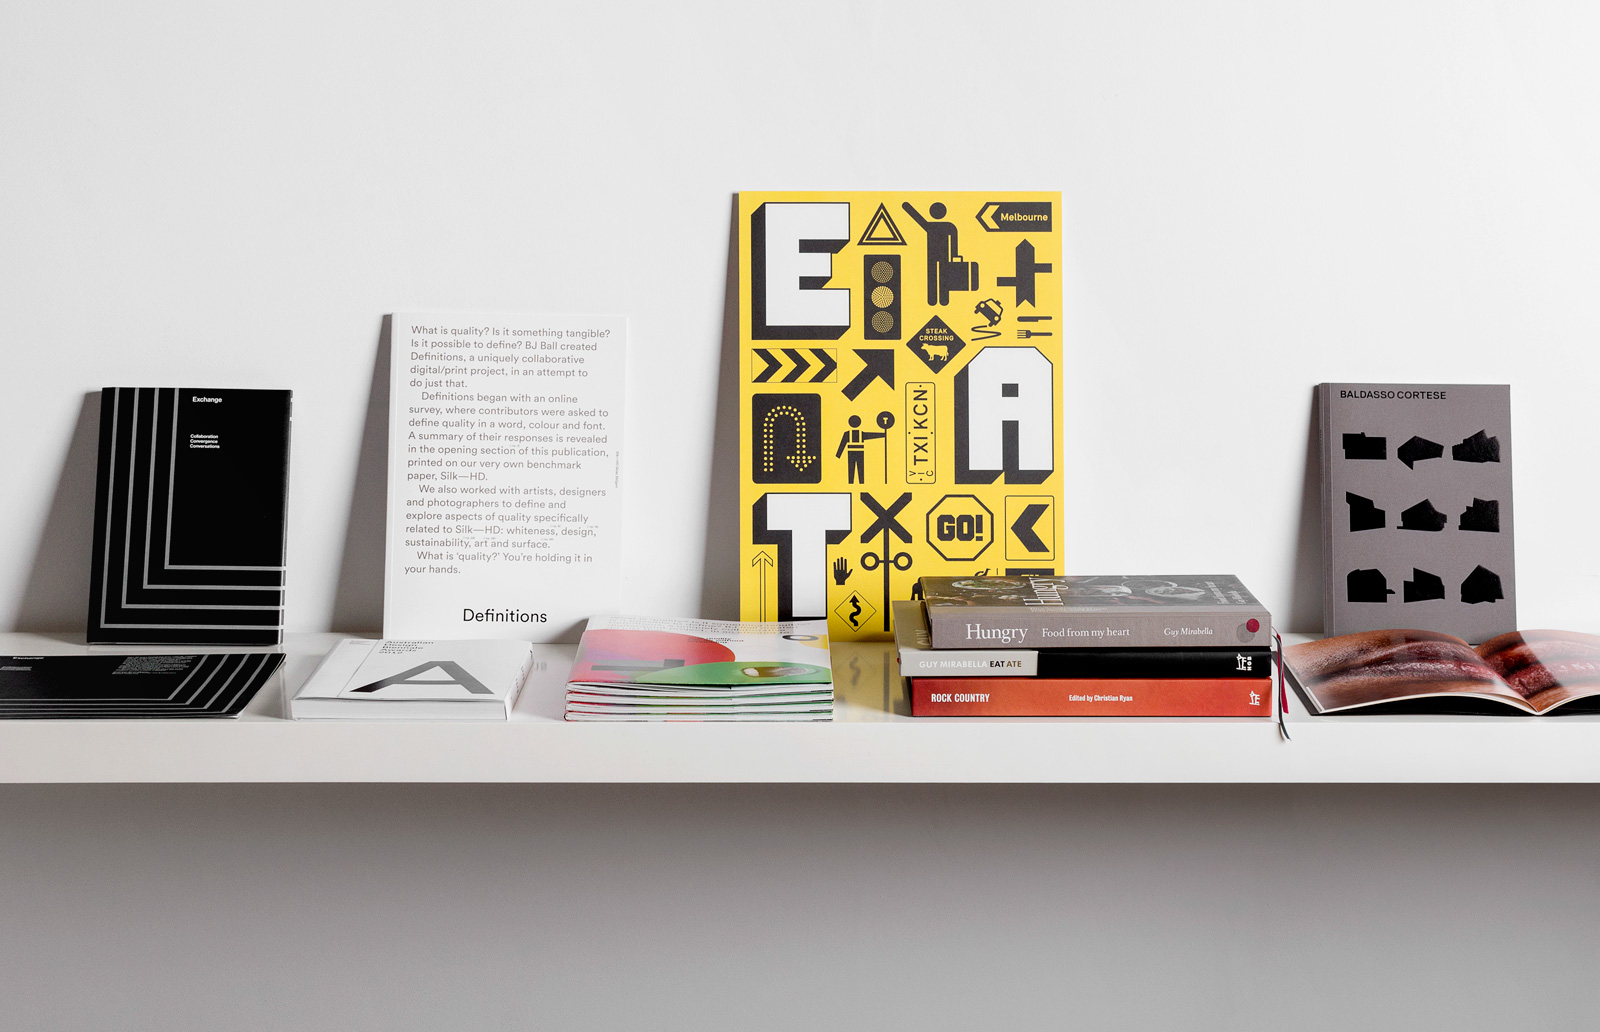 Exchange
Collaboration
Convergence
Conversations
What is quality? Is it something tangible?
Is it possible to define? BJ Ball created
Definitions, a uniquely collaborative
digital/print project, in an attempt to
do just that.
Definitions began with an online
survey, where contributors were asked to
define quality in a word, colour and font.
A summary of their responses is revealed
in the opening section of this publication,
printed on our very own benchmark
paper, Silk—HD.
We also worked with artists, designers
and photographers to define and
explore aspects of quality specifically
related to Silk—HD: whiteness, design,
sustainability, art and surface.
What is ‘quality?’ You're holding it in
your hands.
Definitions
E
A
T
Melbourne
STEAK
CROSSING
TXI·KCN
VIC
T
GO!
BALDASSO CORTESE
Exchange
Australian
Design
Biennale
Awards
A
Hungry
Hungry Food from my heart Guy Mirabella
GUY MIRABELLA EAT ATE
ROCK COUNTRY Edited by Christian Ryan